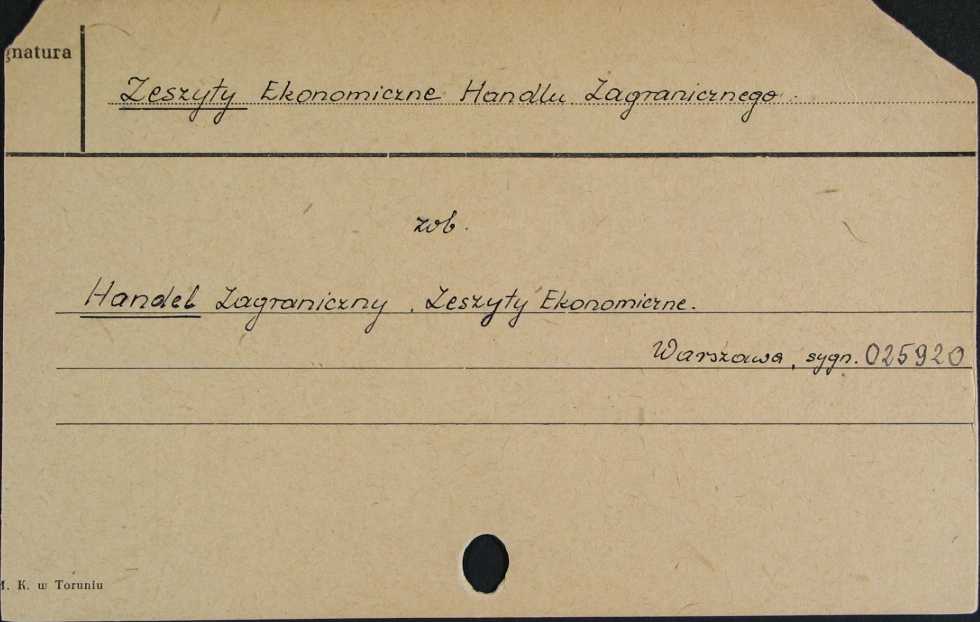 gnatura
Zeszyty Ekonomiczne Handlu Zagranicznego.
zob.
Handel Zagraniczny. Zeszyty Ekonomiczne.
Warszawa, sygn. 025920
M. K. w Toruniu